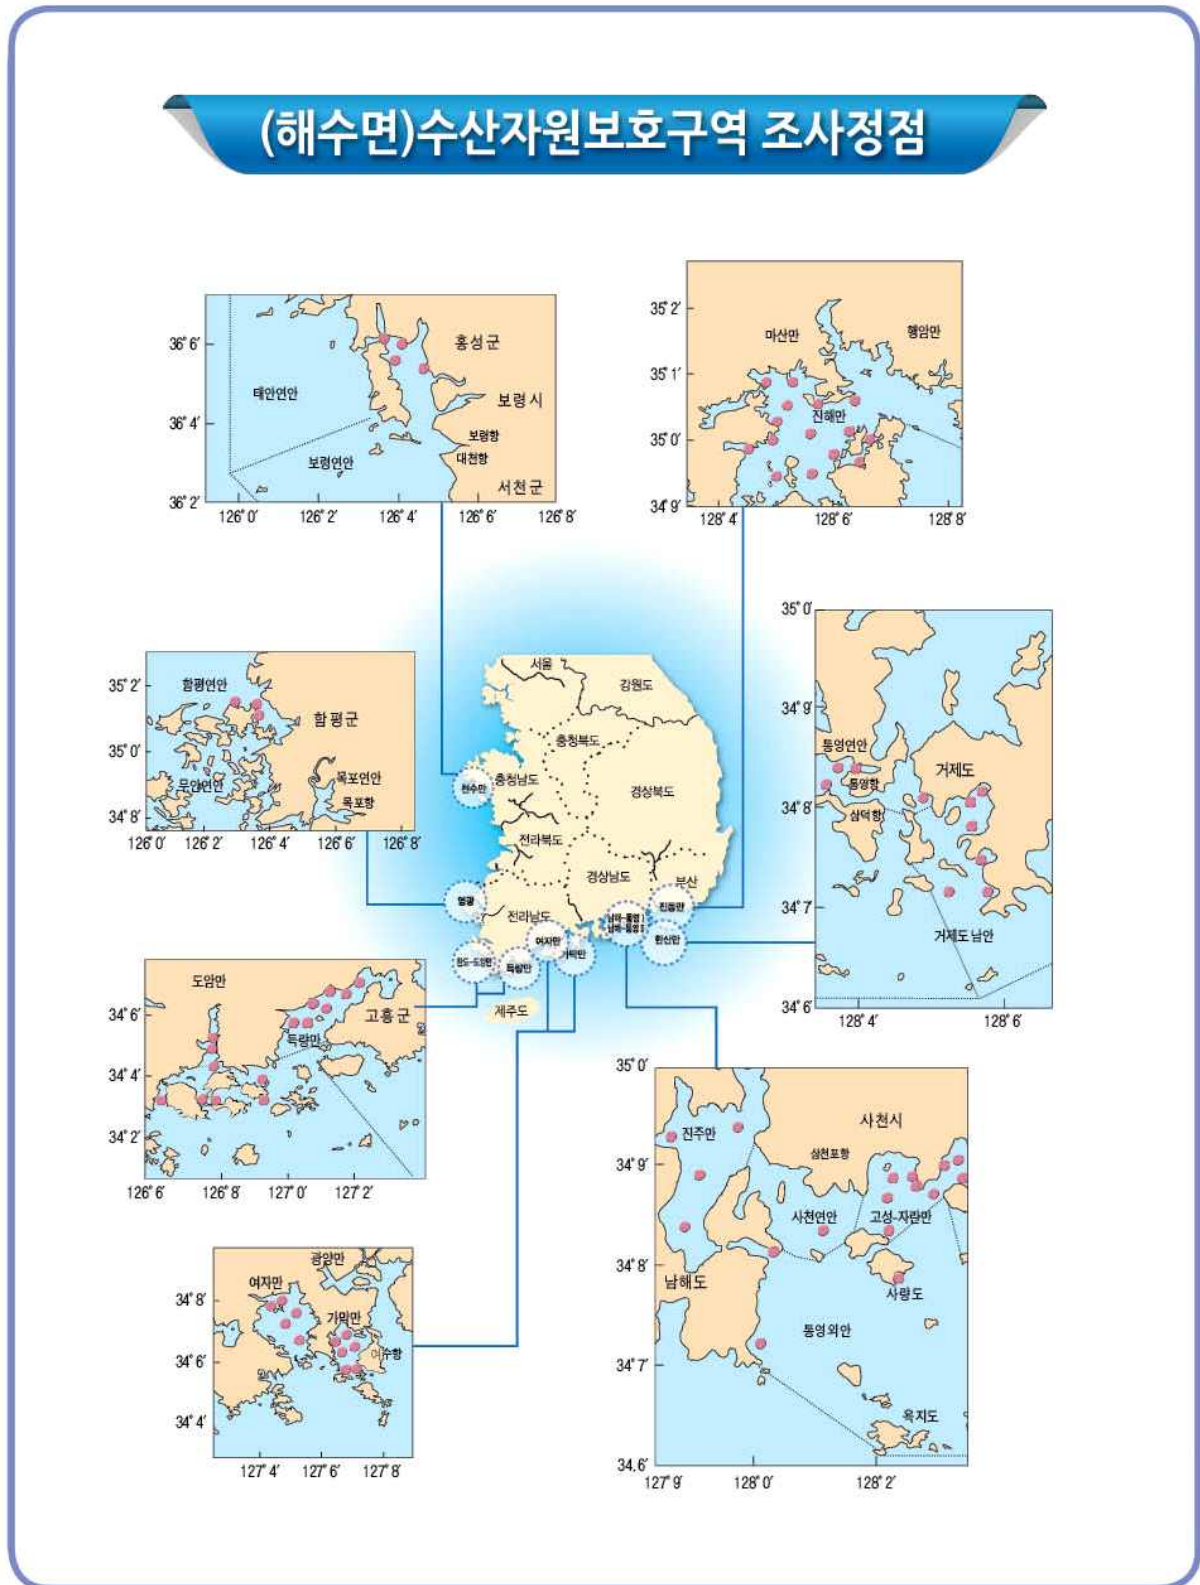 (해수면)수산자원보호구역 조사정점
36° 6′
36° 4′
36° 2′
126° 0′
126° 2′
126° 4′
126° 6′
126° 8′
홍성군
태안연안
보령시
보령항
보령연안
대천항
서천군
35° 2′
35° 1′
35° 0′
34° 9′
128° 4′
128° 6′
128° 8′
마산만
행암만
진해만
35° 2′
35° 0′
34° 8′
126° 0′
126° 2′
126° 4′
126° 6′
126° 8′
함평연안
함평군
무안연안
목포연안
목포항
35° 0′
34° 9′
34° 8′
34° 7′
34° 6′
128° 4′
128° 6′
통영연안
거제도
통영항
삼덕항
거제도 남안
서울
강원도
충청북도
충청남도
천수만
경상북도
전라북도
경상남도
부산
영광
전라남도
여자만
가막만
득량만
한산만
제주도
34° 6′
34° 4′
34° 2′
126° 6′
126° 8′
127° 0′
127° 2′
도암만
고흥군
득량만
35° 0′
34° 9′
34° 8′
34° 7′
34.6′
127° 9′
128° 0′
128° 2′
사천시
진주만
삼천포항
사천연안
고성-자란만
남해도
사량도
통영외안
욕지도
34° 8′
34° 6′
34° 4′
127° 4′
127° 6′
127° 8′
광양만
여자만
가막만
수항